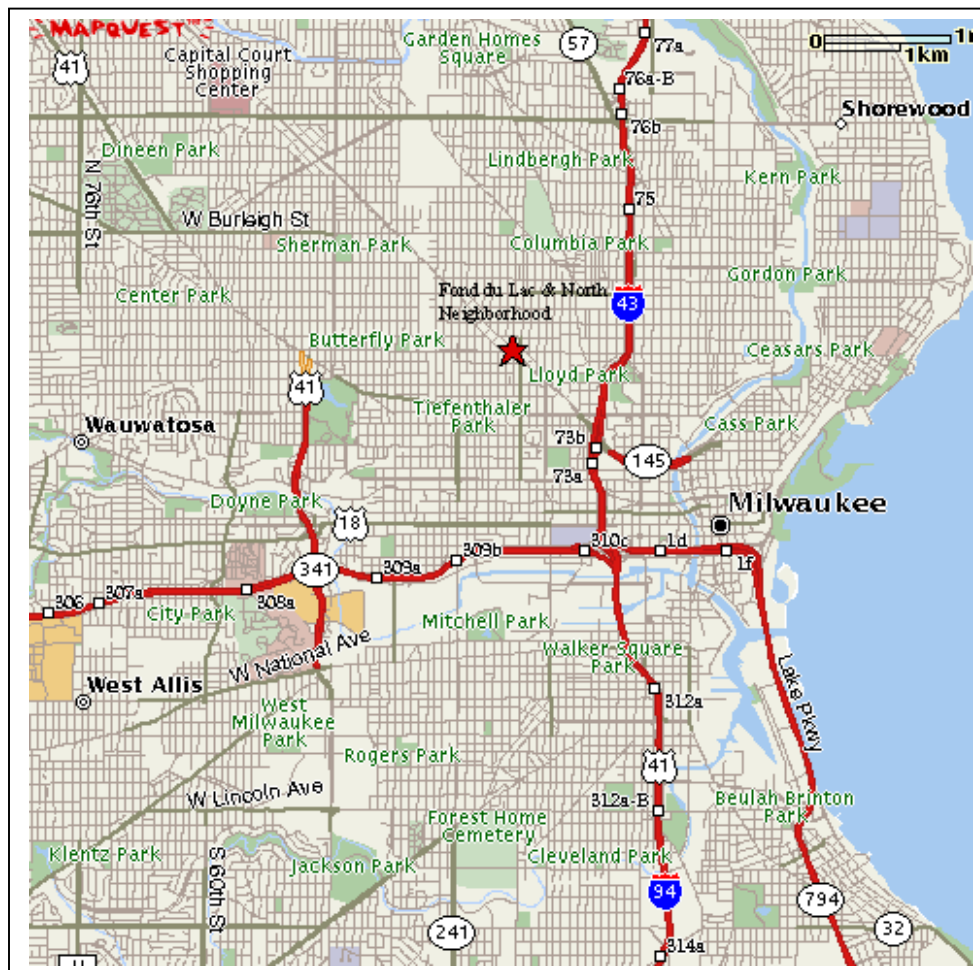 MAPQUEST
Garden Homes
Square
57
77a
0
1m
1km
41
Capital Court
Shopping
Center
76a-B
76b
Shorewood
Dineen Park
Lindbergh Park
Kern Park
N 76th St
75
W Burleigh St
Sherman Park
Columbia Park
Gordon Park
Center Park
Fond du Lac & North
Neighborhood
43
Butterfly Park
Ceasars Park
41
Lloyd Park
Tiefenthaler
Park
Wauwatosa
Cass Park
73b
145
73a
Doyne Park
18
Milwaukee
310c
1d
1f
309b
341
309a
306
307a
308a
City Park
Mitchell Park
W National Ave
Walker Square
Park
Lake Pkwy
West Allis
312a
West
Milwaukee
Park
Rogers Park
41
W Lincoln Ave
312a-B
Beulah Brinton
Park
Forest Home
Cemetery
Klentz Park
S 60th St
Jackson Park
Cleveland Park
94
794
241
32
314a